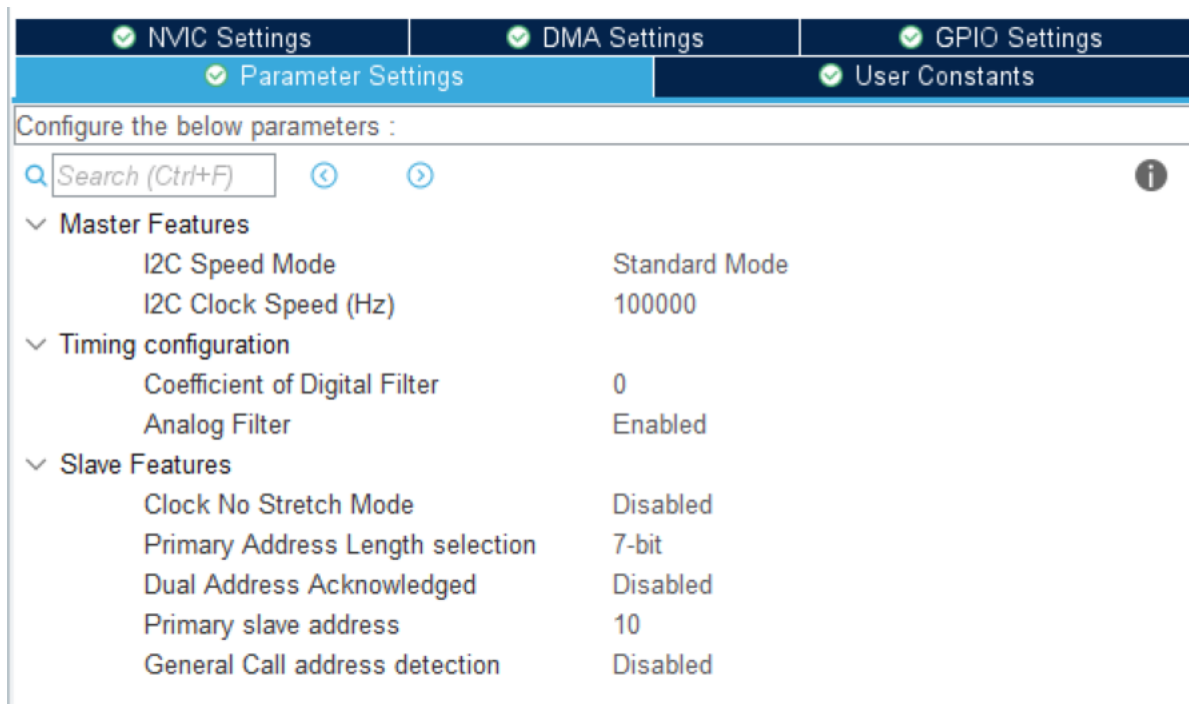 NVIC Settings DMA Settings GPIO Settings
Parameter Settings User Constants
Configure the below parameters :
Search (Ctrl+F)
Master Features
I2C Speed Mode Standard Mode
I2C Clock Speed (Hz) 100000
Timing configuration
Coefficient of Digital Filter 0
Analog Filter Enabled
Slave Features
Clock No Stretch Mode Disabled
Primary Address Length selection 7-bit
Dual Address Acknowledged Disabled
Primary slave address 10
General Call address detection Disabled